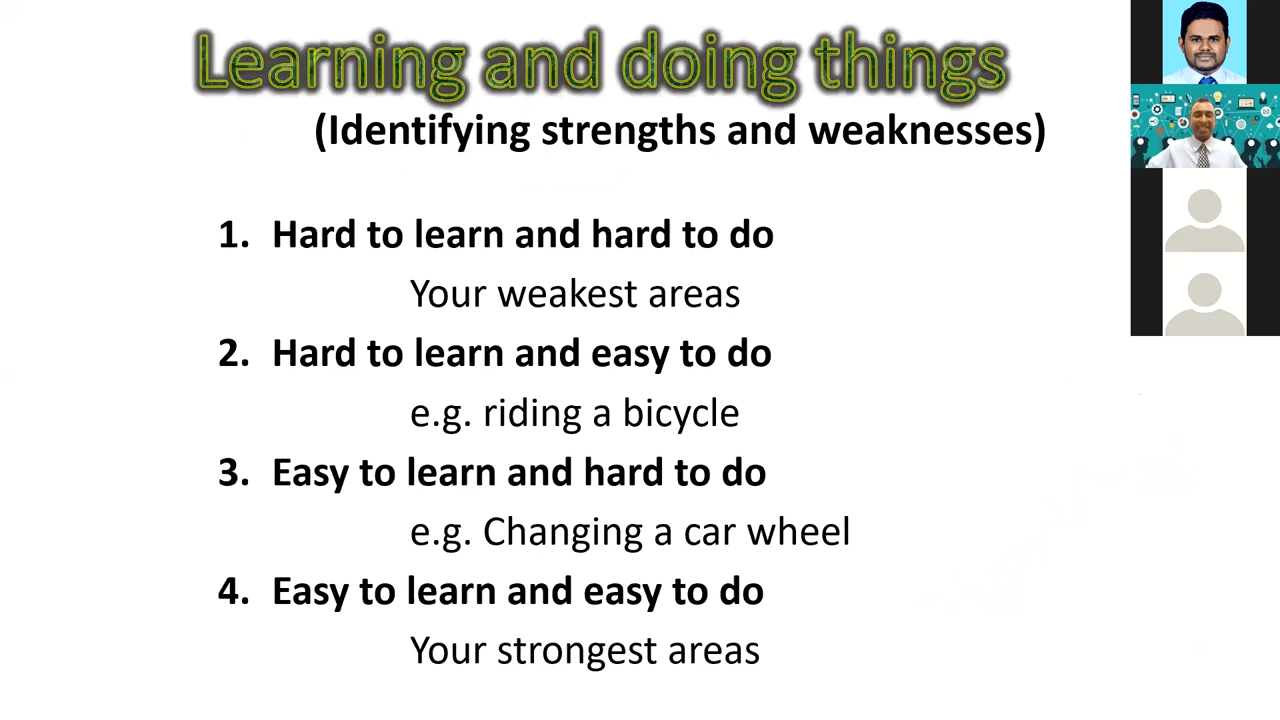 Learning and doing things
(Identifying strengths and weaknesses)
1. Hard to learn and hard to do
Your weakest areas
2. Hard to learn and easy to do
e.g. riding a bicycle
3. Easy to learn and hard to do
e.g. Changing a car wheel
4. Easy to learn and easy to do
Your strongest areas